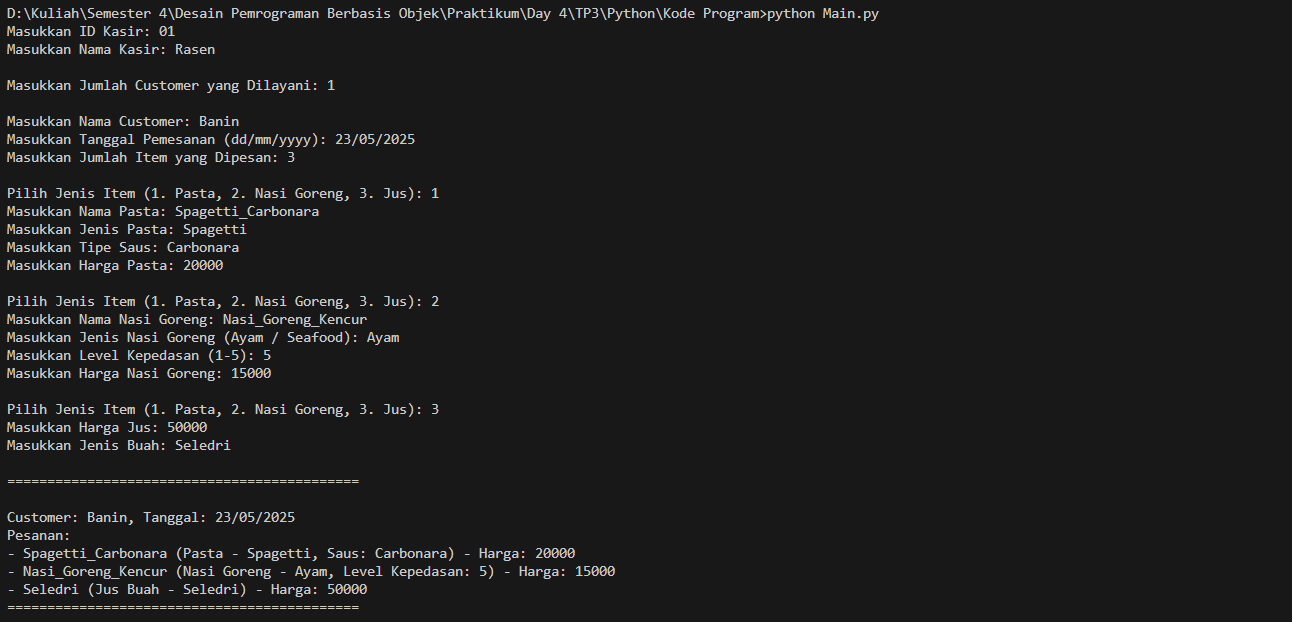 D:\Kuliah\Semester 4\Desain Pemrograman Berbasis Objek\Praktikum\Day 4\TP3\Python\Kode Program>python Main.py
Masukkan ID Kasir: 01
Masukkan Nama Kasir: Rasen
Masukkan Jumlah Customer yang Dilayani: 1
Masukkan Nama Customer: Banin
Masukkan Tanggal Pemesanan (dd/mm/yyyy): 23/05/2025
Masukkan Jumlah Item yang Dipesan: 3
Pilih Jenis Item (1. Pasta, 2. Nasi Goreng, 3. Jus): 1
Masukkan Nama Pasta: Spagetti_Carbonara
Masukkan Jenis Pasta: Spagetti
Masukkan Tipe Saus: Carbonara
Masukkan Harga Pasta: 20000
Pilih Jenis Item (1. Pasta, 2. Nasi Goreng, 3. Jus): 2
Masukkan Nama Nasi Goreng: Nasi_Goreng_Kencur
Masukkan Jenis Nasi Goreng (Ayam / Seafood): Ayam
Masukkan Level Kepedasan (1-5): 5
Masukkan Harga Nasi Goreng: 15000
Pilih Jenis Item (1. Pasta, 2. Nasi Goreng, 3. Jus): 3
Masukkan Harga Jus: 50000
Masukkan Jenis Buah: Seledri
============================================
Customer: Banin, Tanggal: 23/05/2025
Pesanan:
- Spagetti_Carbonara (Pasta - Spagetti, Saus: Carbonara) - Harga: 20000
- Nasi_Goreng_Kencur (Nasi Goreng - Ayam, Level Kepedasan: 5) - Harga: 15000
- Seledri (Jus Buah - Seledri) - Harga: 50000
============================================